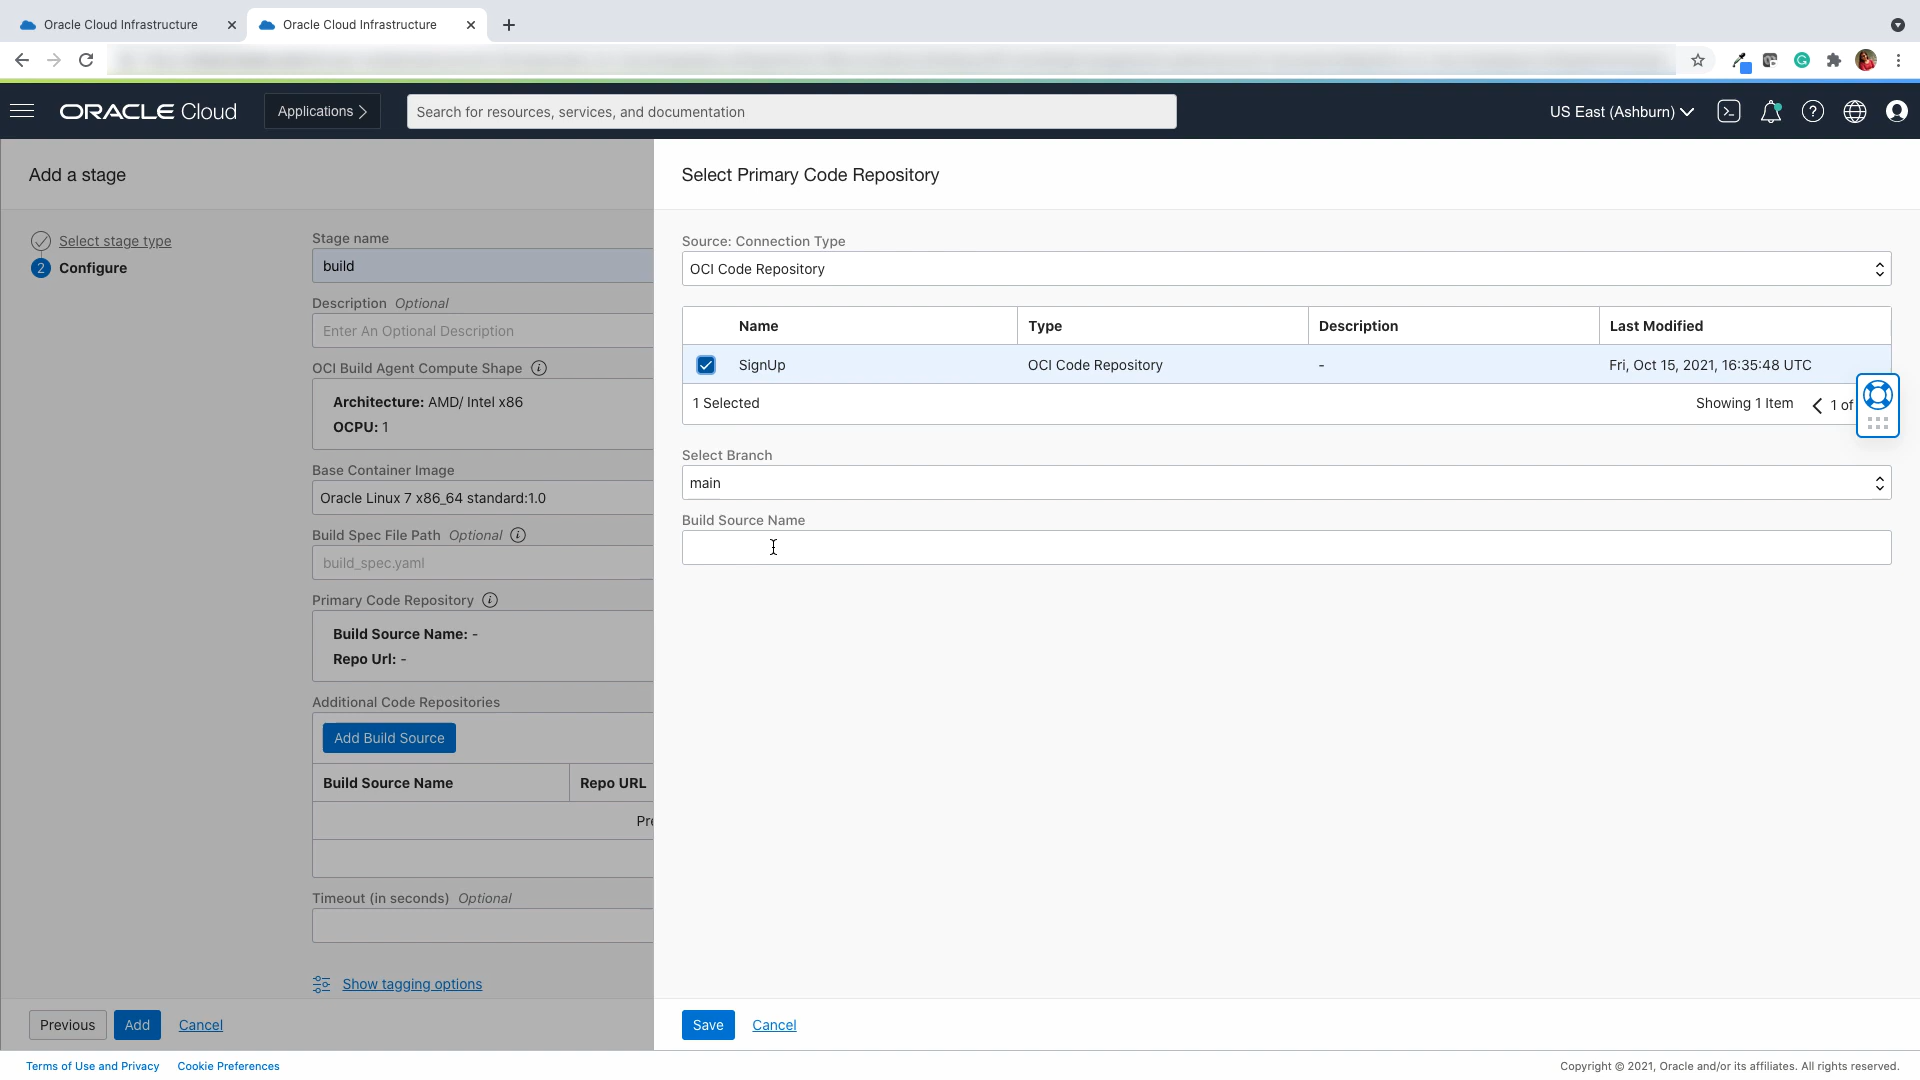 Oracle Cloud Infrastructure
Oracle Cloud Infrastructure
ORACLE Cloud
Applications
Search for resources, services, and documentation
US East (Ashburn)
Add a stage
Select stage type
2 Configure
Stage name
build
Description Optional
Enter An Optional Description
OCI Build Agent Compute Shape
Architecture: AMD/ Intel x86
OCPU: 1
Base Container Image
Oracle Linux 7 x86_64 standard:1.0
Build Spec File Path Optional
build_spec.yaml
Primary Code Repository
Build Source Name: -
Repo Url: -
Additional Code Repositories
Add Build Source
Build Source Name Repo URL
Pre
Timeout (in seconds) Optional
Show tagging options
Previous Add Cancel
Select Primary Code Repository
Source: Connection Type
OCI Code Repository
Name Type Description Last Modified
SignUp OCI Code Repository - Fri, Oct 15, 2021, 16:35:48 UTC
1 Selected Showing 1 Item 1 of
Select Branch
main
Build Source Name
Save Cancel
Terms of Use and Privacy Cookie Preferences
Copyright © 2021, Oracle and/or its affiliates. All rights reserved.